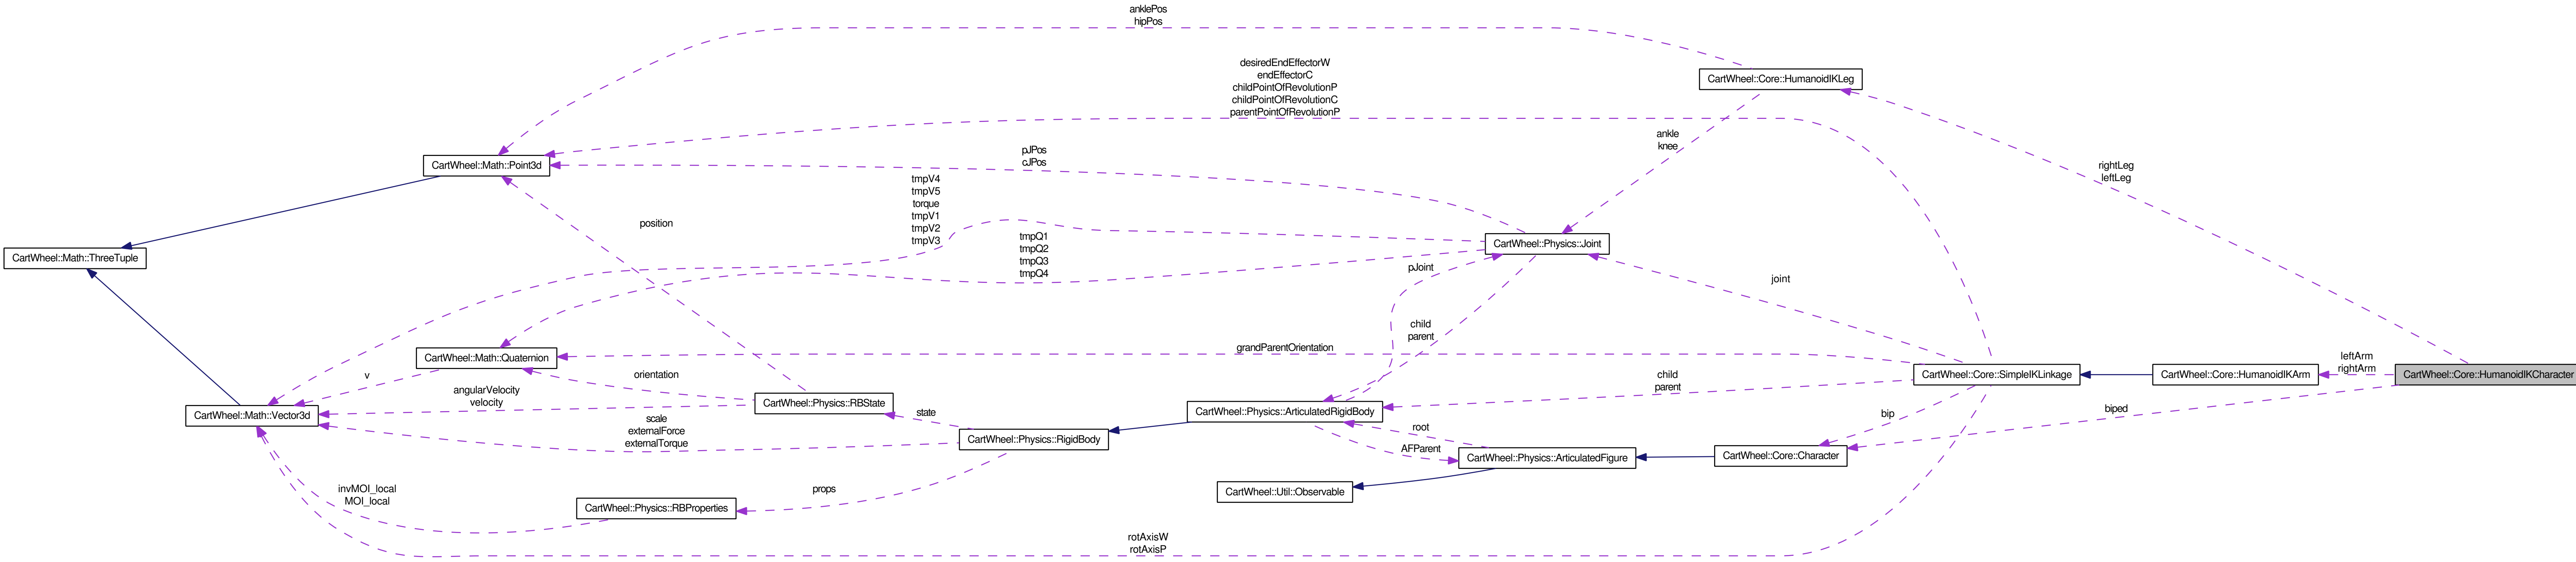 anklePos
hipPos
desiredEndEffectorW
endEffectorC
childPointOfRevolutionP
childPointOfRevolutionC
parentPointOfRevolutionP
CartWheel::Core::HumanoidIKLeg
ankle
knee
pJPos
cJPos
CartWheel::Math::Point3d
rightLeg
leftLeg
tmpV4
tmpV5
torque
tmpV1
tmpV2
tmpV3
position
tmpQ1
tmpQ2
tmpQ3
tmpQ4
CartWheel::Physics::Joint
CartWheel::Math::ThreeTuple
pJoint
joint
child
parent
grandParentOrientation
CartWheel::Math::Quaternion
leftArm
rightArm
v
orientation
child
parent
CartWheel::Core::SimpleIKLinkage
CartWheel::Core::HumanoidIKArm
CartWheel::Core::HumanoidIKCharacter
angularVelocity
velocity
CartWheel::Physics::RBState
CartWheel::Math::Vector3d
state
CartWheel::Physics::ArticulatedRigidBody
bip
biped
scale
externalForce
externalTorque
CartWheel::Physics::RigidBody
root
AFParent
CartWheel::Physics::ArticulatedFigure
CartWheel::Core::Character
invMOI_local
MOI_local
props
CartWheel::Util::Observable
CartWheel::Physics::RBProperties
rotAxisW
rotAxisP